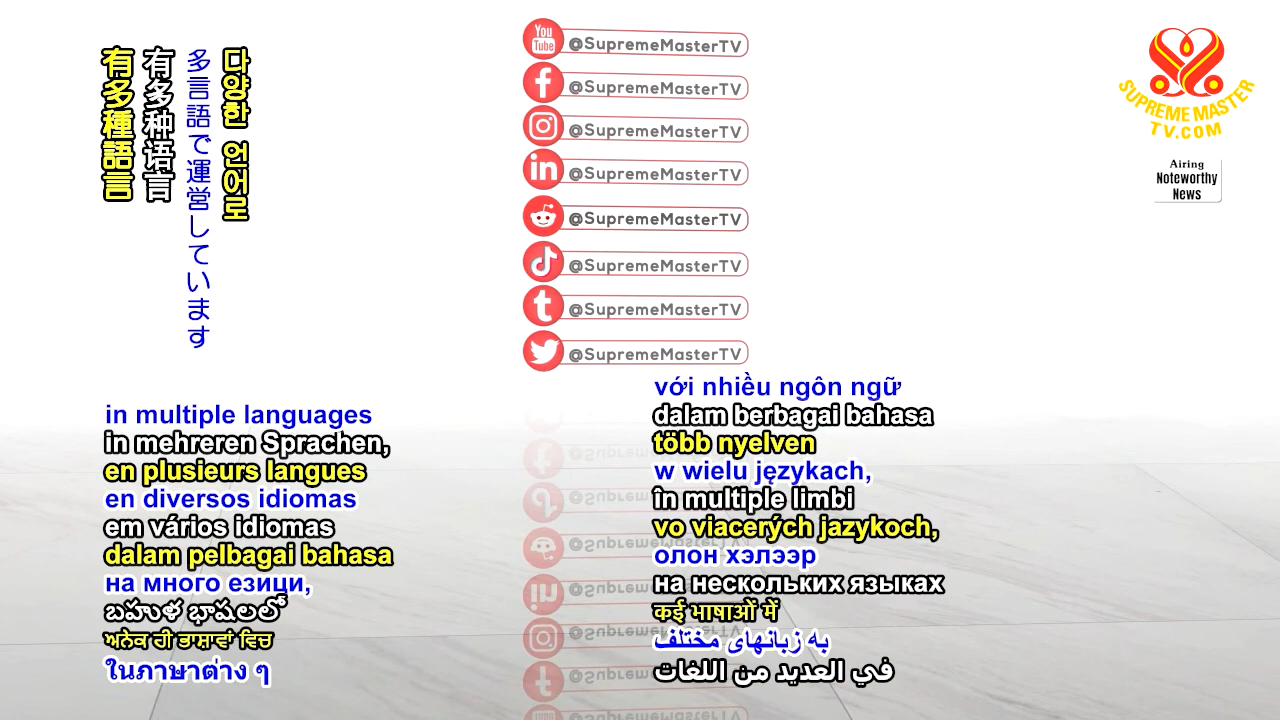 有多種語言
有多种语言
多言語で運営しています
다양한 언어로
You
Tube
@SupremeMasterTV
@SupremeMasterTV
@SupremeMasterTV
in
@SupremeMasterTV
@SupremeMasterTV
@SupremeMasterTV
@SupremeMasterTV
@SupremeMasterTV
SUPREME MASTER
TV.COM
Airing
Noteworthy
News
in multiple languages
in mehreren Sprachen,
en plusieurs langues
en diversos idiomas
em vários idiomas
dalam pelbagai bahasa
на много езици,
బహుళ భాషలలో
ਅਨੇਕ ਹੀ ਭਾਸ਼ਾਵਾਂ ਵਿਚ
ในภาษาต่าง ๆ
với nhiều ngôn ngữ
dalam berbagai bahasa
több nyelven
w wielu językach,
în multiple limbi
vo viacerých jazykoch,
олон хэлээр
на нескольких языках
कई भाषाओं में
به زبانهای مختلف
في العديد من اللغات